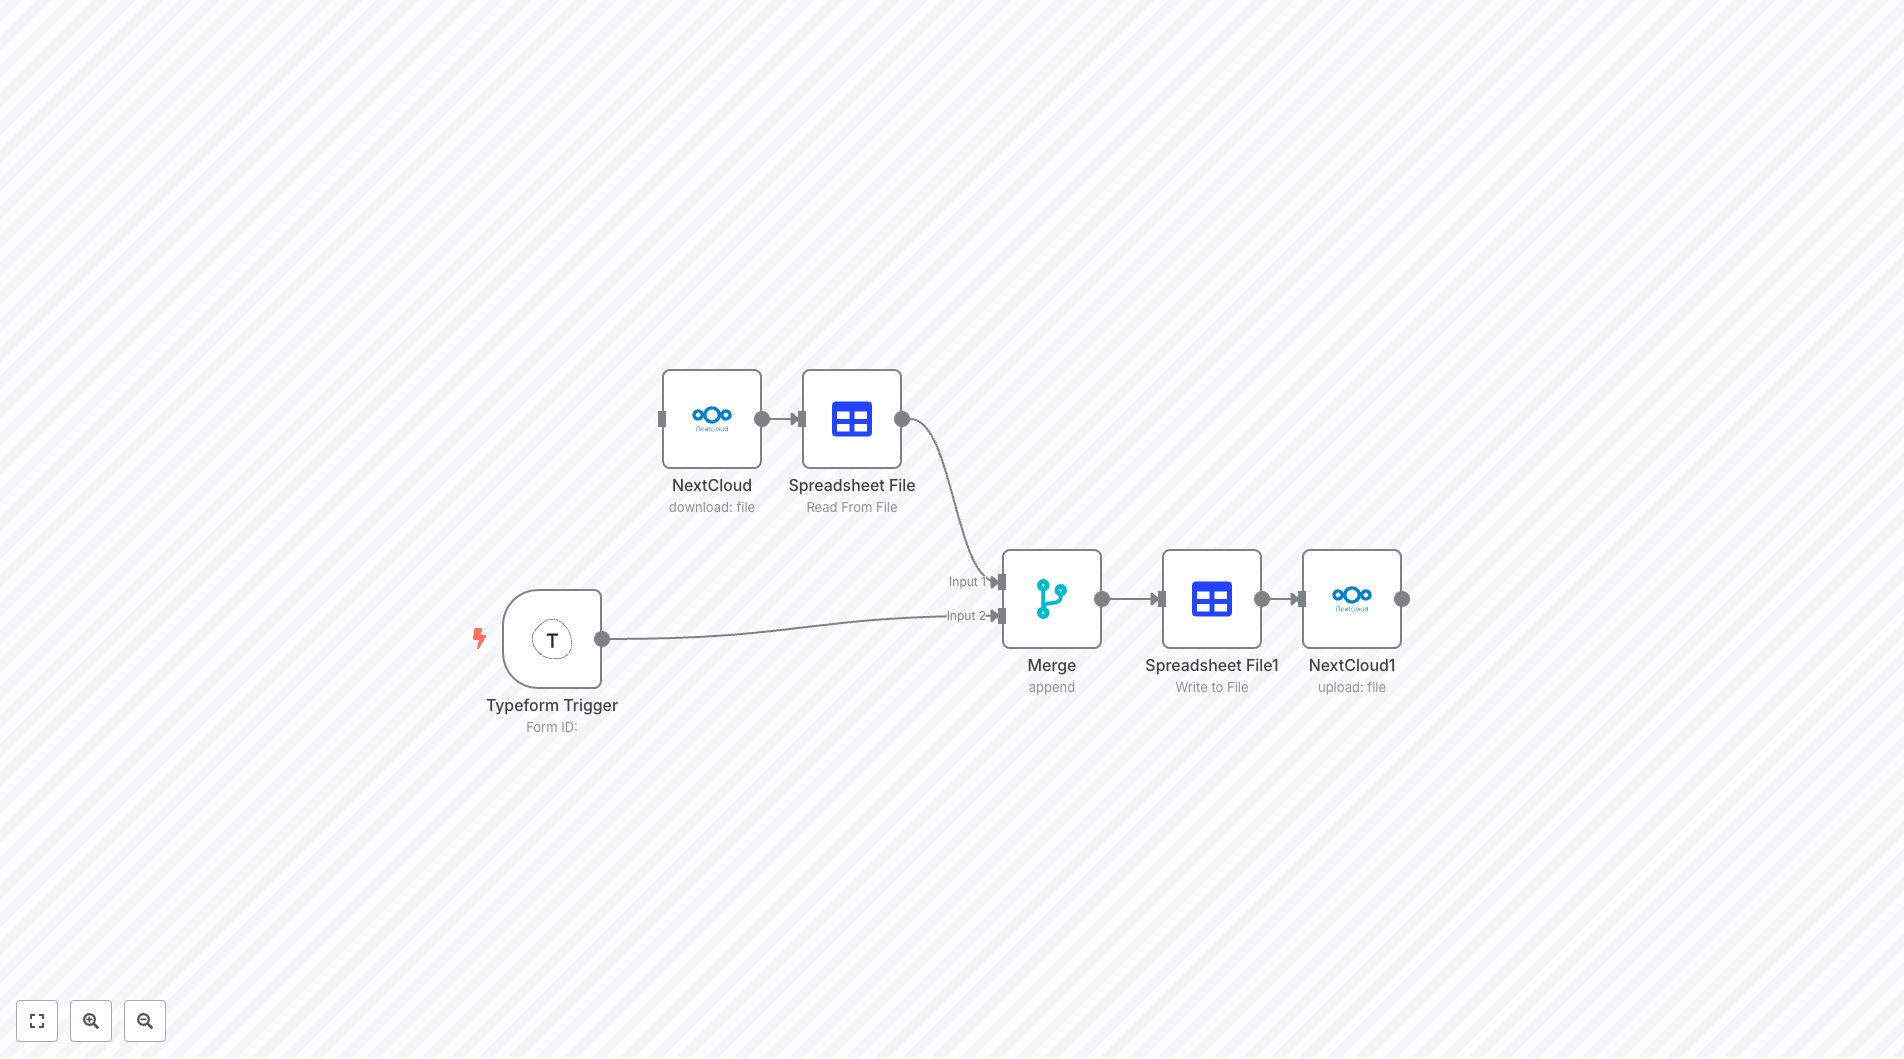 Nextcloud
NextCloud
download: file
Spreadsheet File
Read From File
Input 1
Input 2
T
Typeform Trigger
Form ID:
Merge
append
Spreadsheet File1
Write to File
Nextcloud
NextCloud1
upload: file